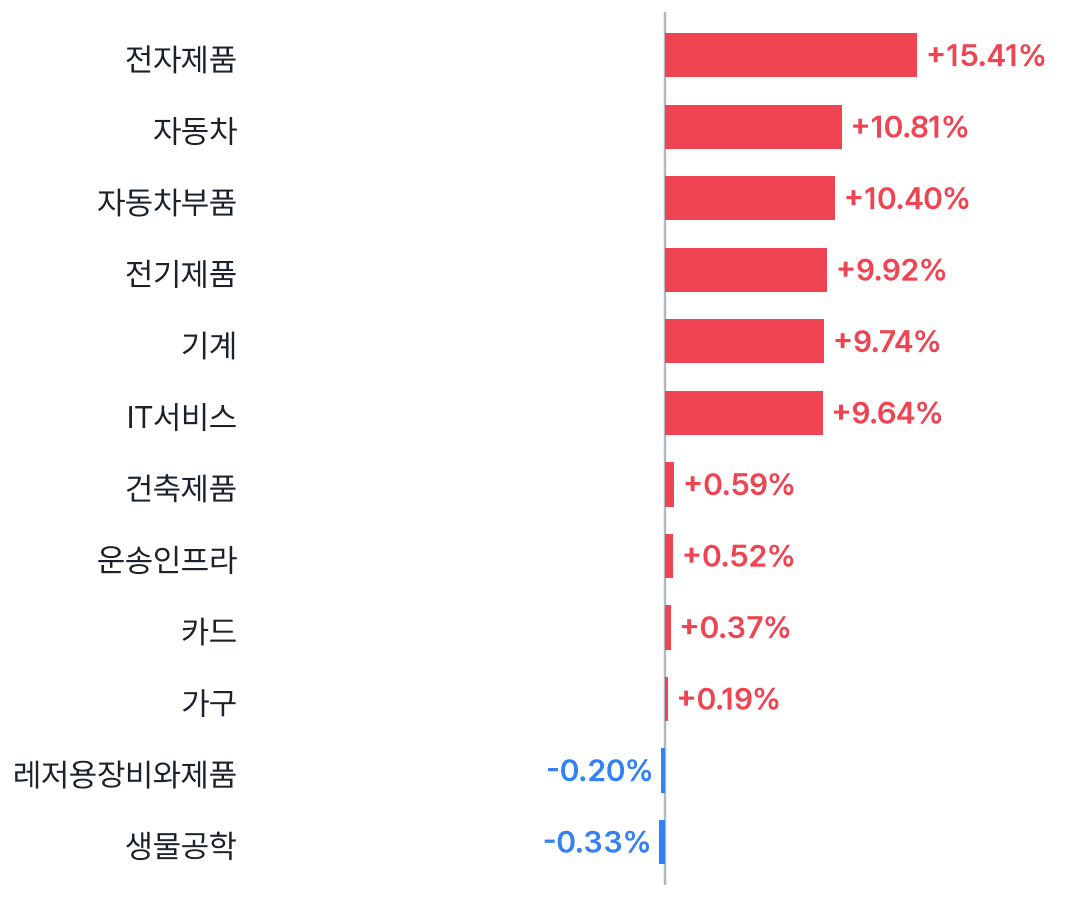 전자제품 +15.41%
자동차 +10.81%
자동차부품 +10.40%
전기제품 +9.92%
기계 +9.74%
IT서비스 +9.64%
건축제품 +0.59%
운송인프라 +0.52%
카드 +0.37%
가구 +0.19%
레저용장비와제품 -0.20%
생물공학 -0.33%